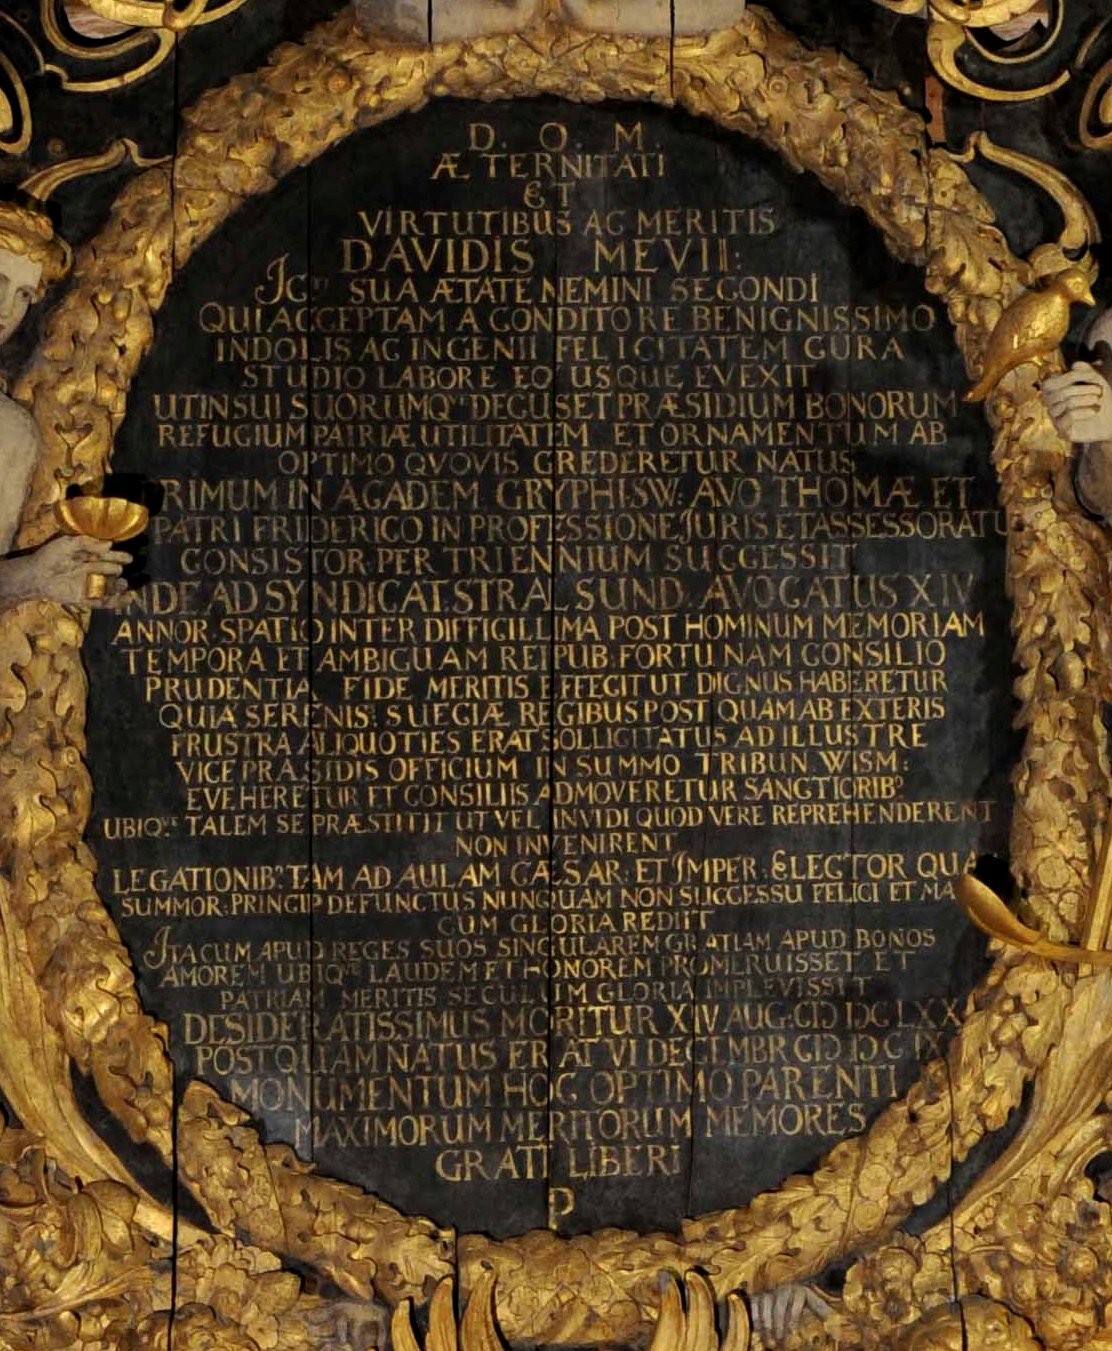 D. O. M.
ÆTERNITATI
ET
VIRTUTIBUS AC MERITIS
DAVIDIS MEVII:
JCti SUA ÆTATE NEMINI SECONDI
QUI ACCEPTAM A CONDITORE BENIGNISSIMO
INDOLIS AC INGENII FELICITATEM CURA
STUDIO LABORE EO USQUE EVEXIT
UT IN SUI SUORUMQue DECUS ET PRÆSIDIUM BONORUM
REFUGIUM PATRIÆ UTILITATEM ET ORNAMENTUM AB
OPTIMO QVOVIS CREDERETUR NATUS
PRIMUM IN ACADEM GRYPHISW: AVO THOMÆ ET
PATRI FRIDERICO IN PROFESSIONE JURIS ET ASSESSORATU
CONSISTOR PER TRIENNIUM SUCCESSIT
INDE AD SYNDICAT. STRALSUND. AVOCATUS XIV
ANNOR. SPATIO INTER DIFFICILLIMA POST HOMINUM MEMORIAM
TEMPORA ET AMBIGUAM REIPUB. FORTUNAM CONSILIO
PRUDENTIA FIDE MERITIS EFFECIT UT DIGNUS HABERETUR
QUIA SERENIS: SUECIÆ REGIBUS POSTQUAM AB EXTERIS
FRUSTRA ALIQUOTIES ERAT SOLLICITATUS AD ILLUSTRE
VICE PRÆSIDIS OFFICIUM IN SUMMO TRIBUN. WISM:
EVEHERETUR ET CONSILIIS ADMOVERETUR SANCTIORIB9
UBIQue TALEM SE PRÆSTITIT UT VEL INVIDI QUOD VERE REPREHENDERENT
NON INVENIRENT
LEGATIONIB9 TAM AD AULAM CÆSAR: ET IMPER: ELECTOR QUA
SUMMOR: PRINCIP DEFUNCTUS NUNQUAM NON SUCCESSU FELICI ET MA
CUM GLORIA REDIIT
ITA CUM APUD REGES SUOS SINGULAREM GRATIAM APUD BONOS
AMOREM UBIQue LAUDEM ET HONOREM PROMERUISSET ET
PATRIAM MERITIS SECULUM GLORIA IMPLEVISSET
DESIDERATISSIMUS MORITUR XIV AUG: CIƆ IƆC LXX
POSTQUAM NATUS ERAT VI DECEMBR CIƆ IƆC IX
MONUMENTUM HOC OPTIMO PARENTI
MAXIMORUM MERITORUM MEMORES
GRATI LIBERI
P